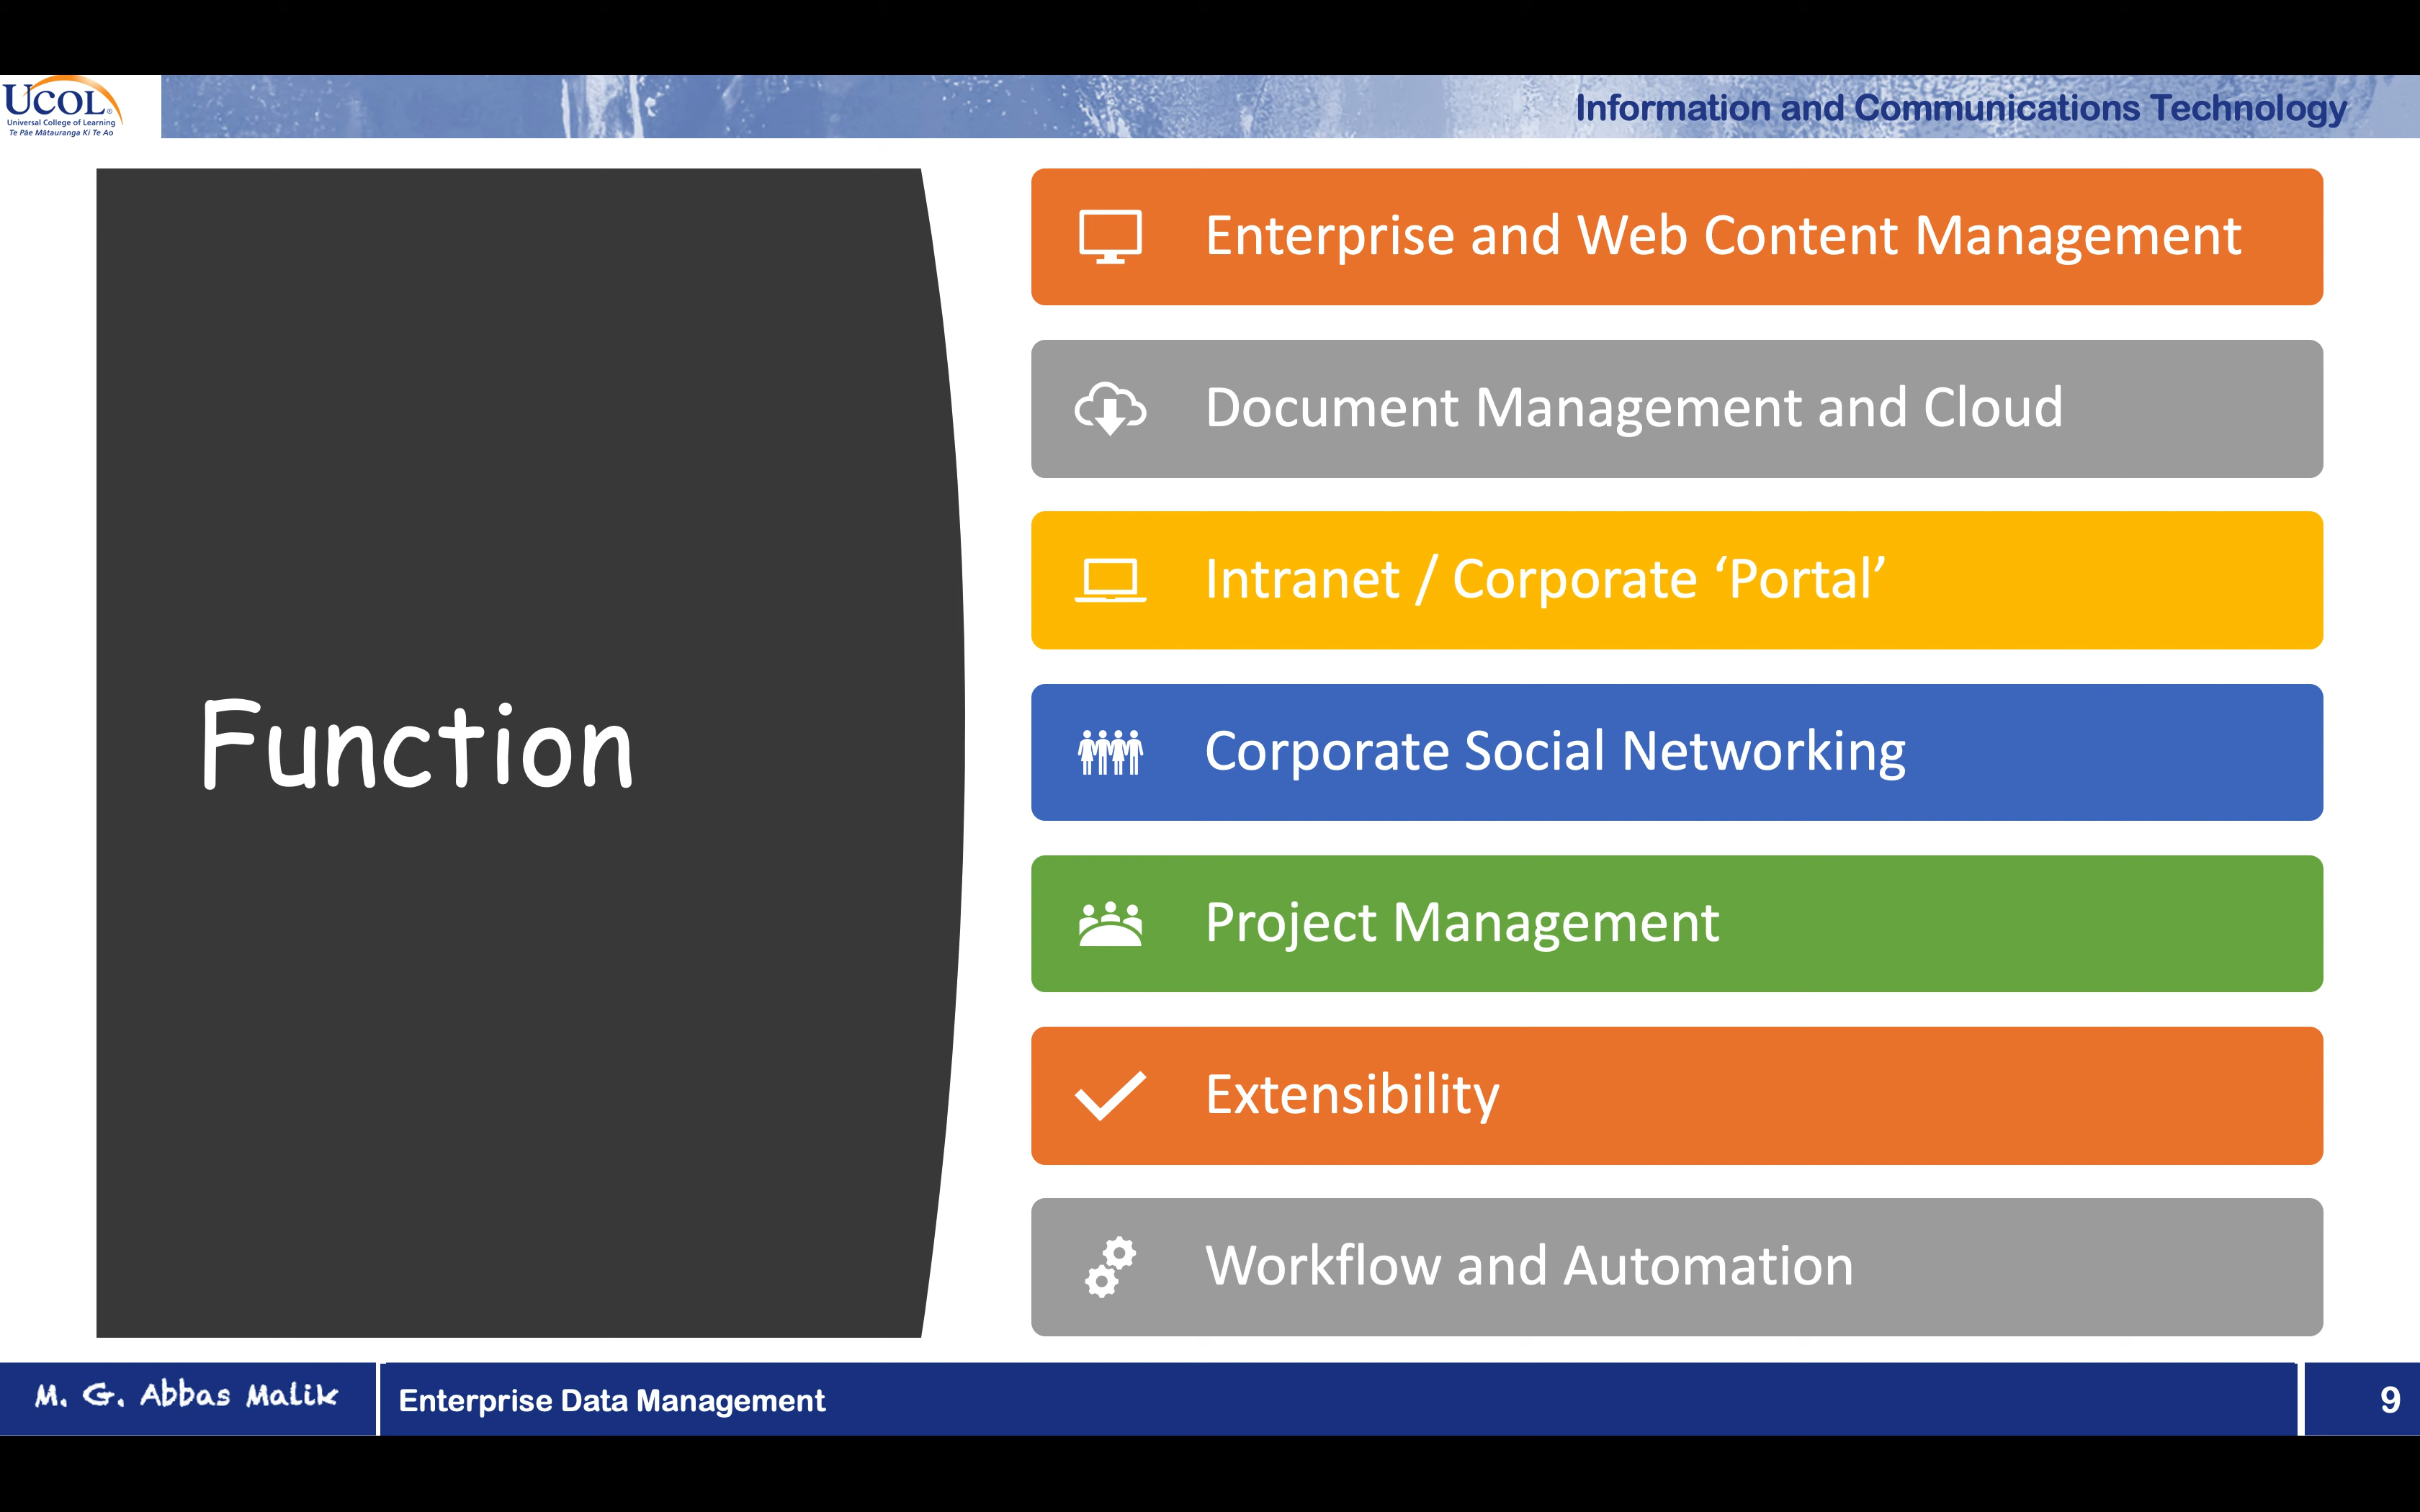 UCOL®
Universal College of Learning
Te Pãe Mātauranga Ki Te Ao
Information and Communications Technology
Function
Enterprise and Web Content Management
Document Management and Cloud
Intranet / Corporate ‘Portal’
Corporate Social Networking
Project Management
Extensibility
Workflow and Automation
M. G. Abbas Malik
Enterprise Data Management
9